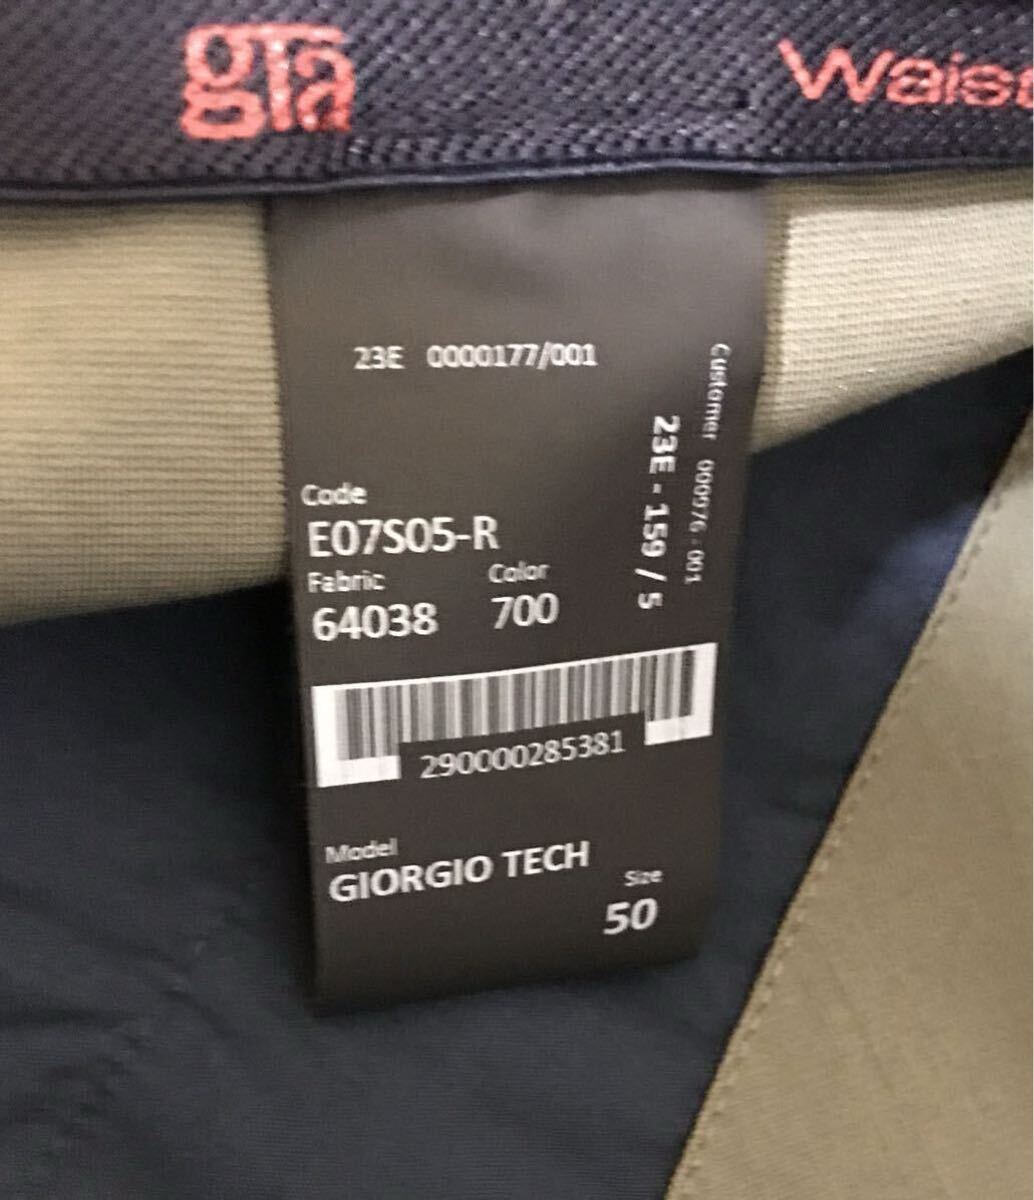 gTa
23E 0000177/001
Customer 000976 - 001
23E - 159 / 5
Code
E07S05-R
Fabric Color
64038 700
290000285381
Model
GIORGIO TECH
Size
50